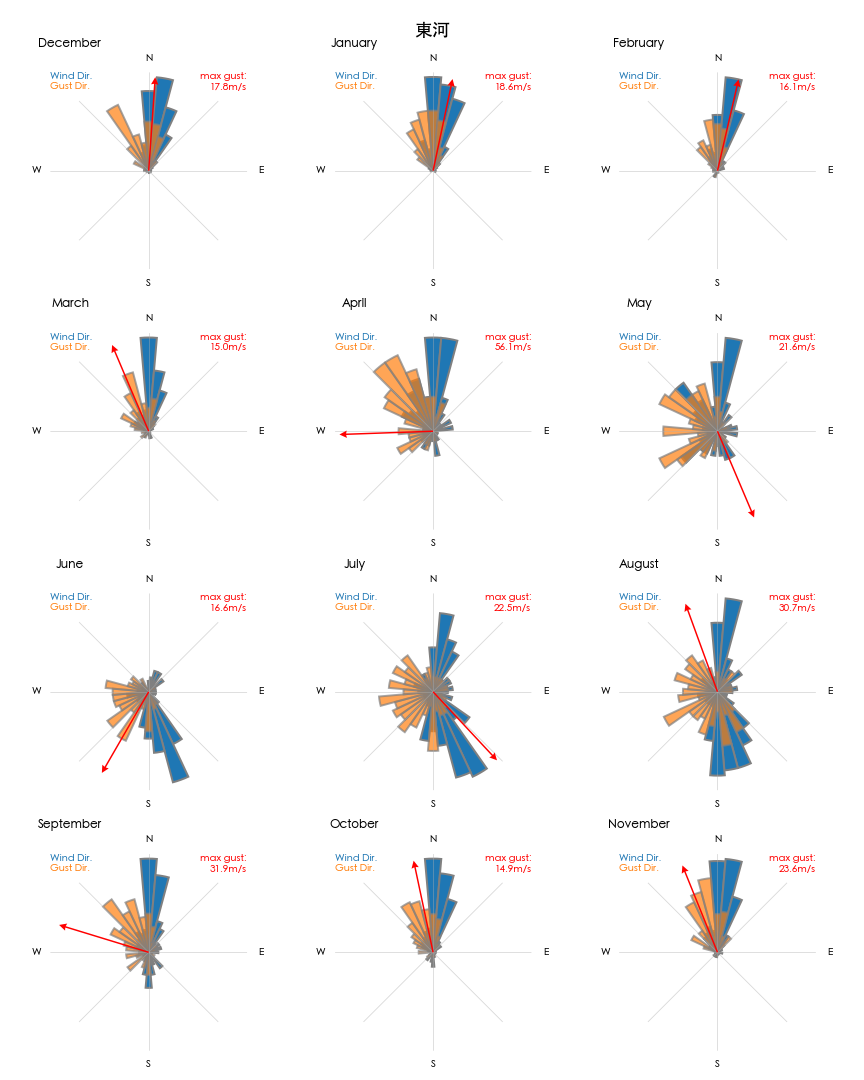 東河
December
N
Wind Dir.
Gust Dir.
max gust:
17.8m/s
W
E
S
January
N
Wind Dir.
Gust Dir.
max gust:
18.6m/s
W
E
S
February
N
Wind Dir.
Gust Dir.
max gust:
16.1m/s
W
E
S
March
N
Wind Dir.
Gust Dir.
max gust:
15.0m/s
W
E
S
April
N
Wind Dir.
Gust Dir.
max gust:
56.1m/s
W
E
S
May
N
Wind Dir.
Gust Dir.
max gust:
21.6m/s
W
E
S
June
N
Wind Dir.
Gust Dir.
max gust:
16.6m/s
W
E
S
July
N
Wind Dir.
Gust Dir.
max gust:
22.5m/s
W
E
S
August
N
Wind Dir.
Gust Dir.
max gust:
30.7m/s
W
E
S
September
N
Wind Dir.
Gust Dir.
max gust:
31.9m/s
W
E
S
October
N
Wind Dir.
Gust Dir.
max gust:
14.9m/s
W
E
S
November
N
Wind Dir.
Gust Dir.
max gust:
23.6m/s
W
E
S